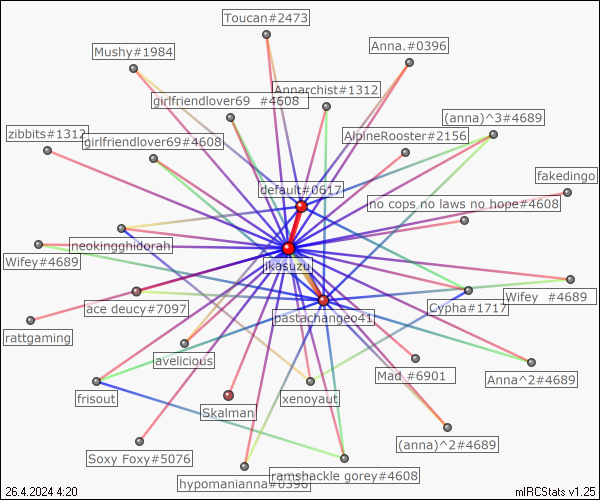 Toucan#2473
Anna.#0396
Mushy#1984
Annarchist#1312
girlfriendlover69 #4608
(anna)^3#4689
zibbits#1312
girlfriendlover69#4608
AlpineRooster#2156
fakedingo
default#0617
no cops no laws no hope#4608
neokingghidorah
Wifey#4689
ikasuzu
Wifey #4689
ace deucy#7097
Cypha#1717
pastachangeo41
rattgaming
avelicious
Mad #6901
Anna^2#4689
frisout
xenoyaut
Skalman
(anna)^2#4689
Soxy Foxy#5076
ramshackle gorey#4608
hypomanianna#0396
26.4.2024 4:20
mIRCStats v1.25